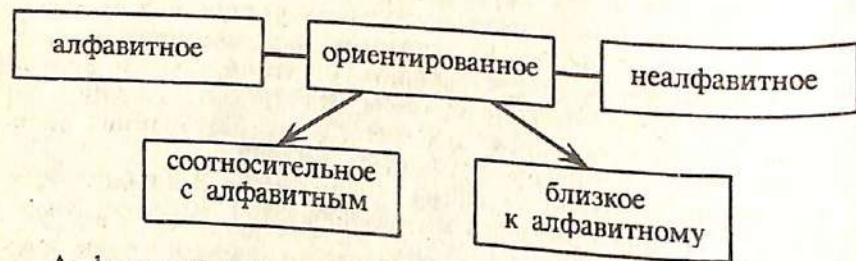 алфавитное
ориентированное
неалфавитное
соотносительное
с алфавитным
близкое
к алфавитному